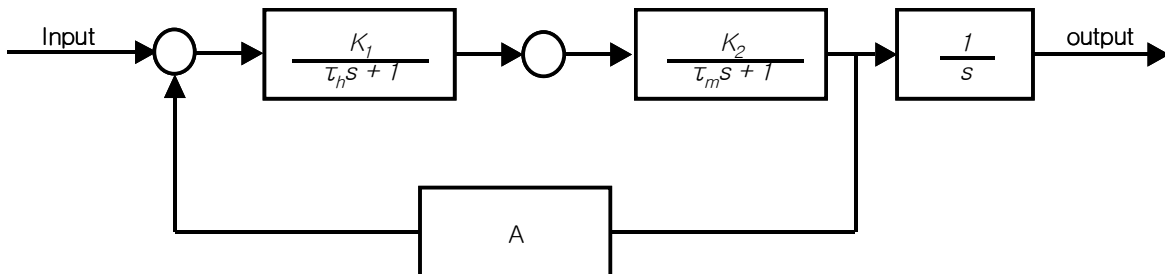 Input
K₁
τₕs + 1
K₂
τₘs + 1
1
s
output
A